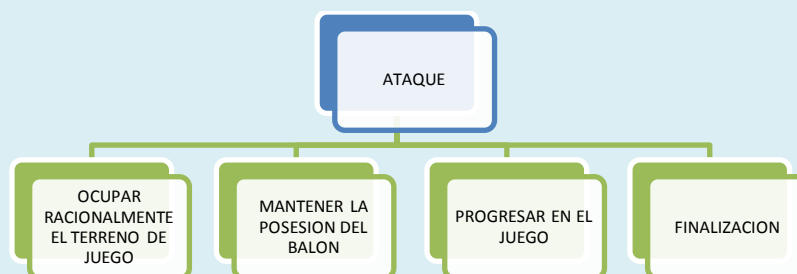 ATAQUE
OCUPAR
RACIONALMENTE
EL TERRENO DE
JUEGO
MANTENER LA
POSESION DEL
BALON
PROGRESAR EN EL
JUEGO
FINALIZACION